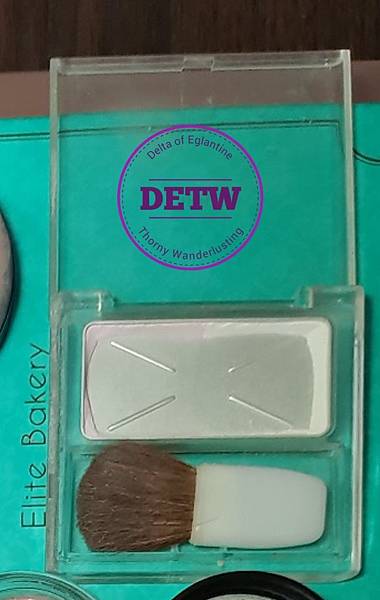 Delta of Eglantine
DETW
Thorny Wanderlusting
Elite Bakery